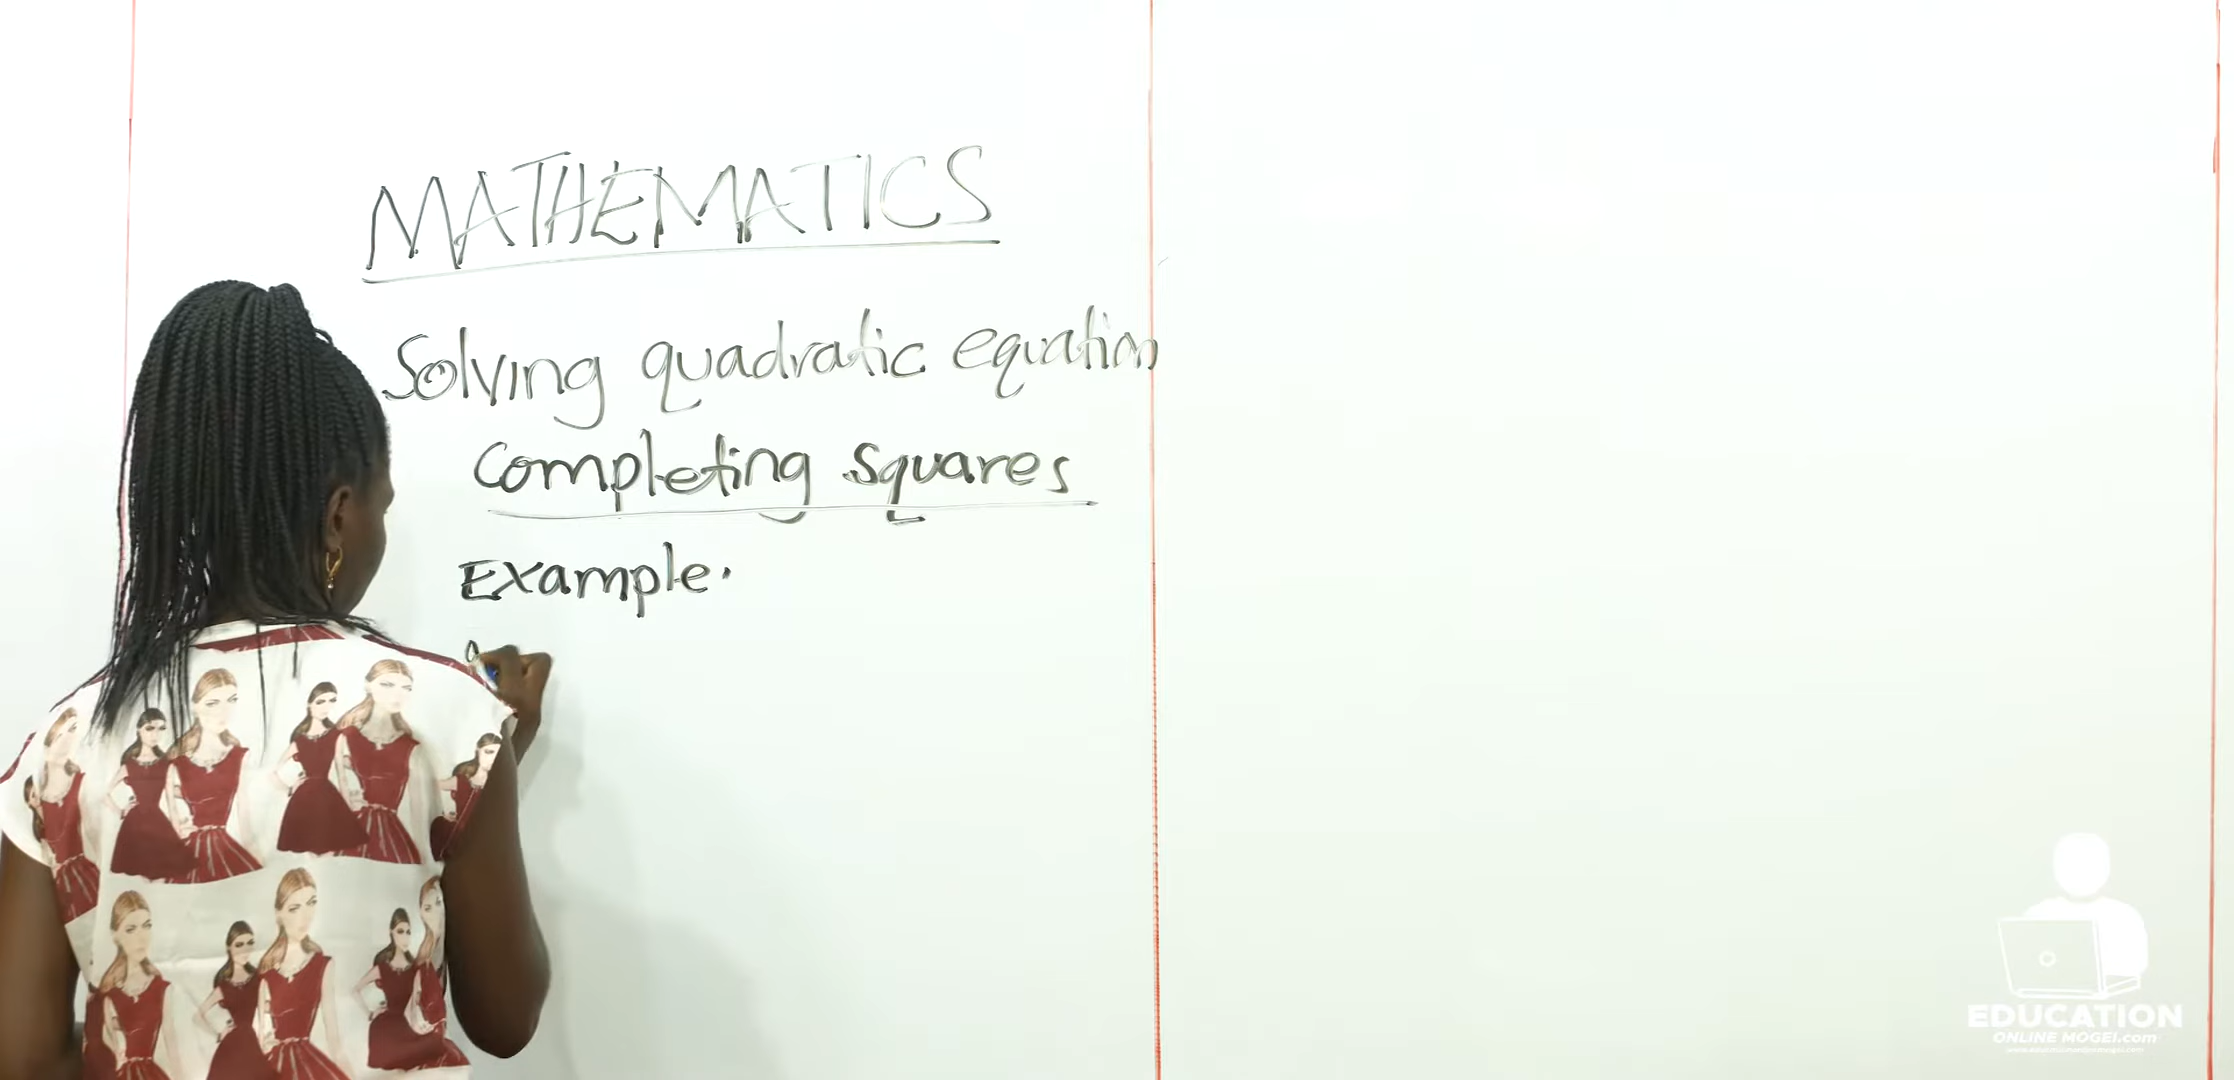 MATHEMATICS
Solving quadratic equation
Completing squares
Example.
EDUCATION
ONLINE MOGEI.com